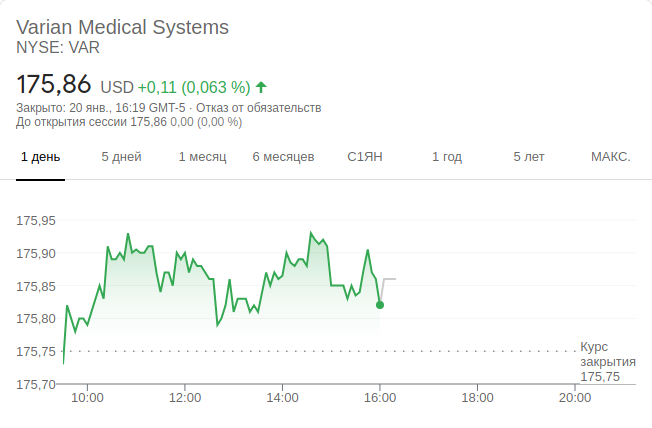 Varian Medical Systems
NYSE: VAR
175,86 USD +0,11 (0,063 %)
Закрыто: 20 янв., 16:19 GMT-5 · Отказ от обязательств
До открытия сессии 175,86 0,00 (0,00 %)
1 день 5 дней 1 месяц 6 месяцев С1ЯН 1 год 5 лет МАКС.
175,95
175,90
175,85
175,80
175,75
Курс
закрытия
175,75
175,70
10:00 12:00 14:00 16:00 18:00 20:00